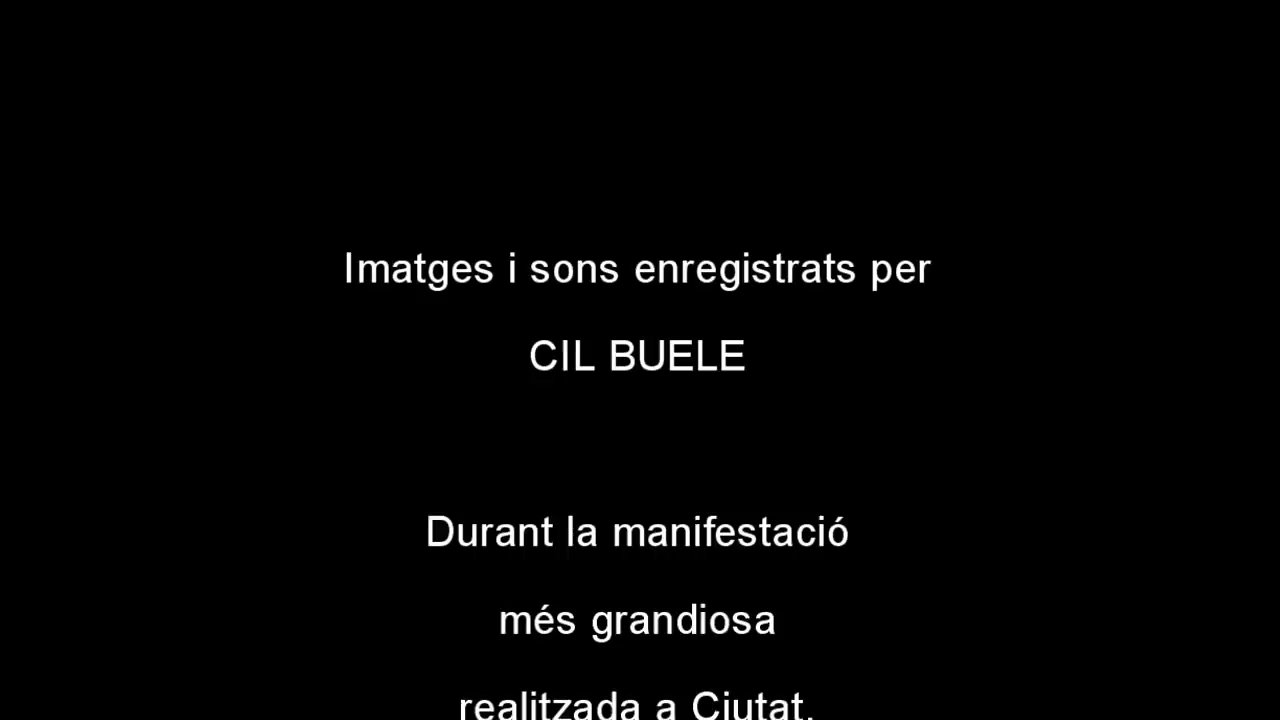 Imatges i sons enregistrats per
CIL BUELE
Durant la manifestació
més grandiosa
realitzada a Ciutat,